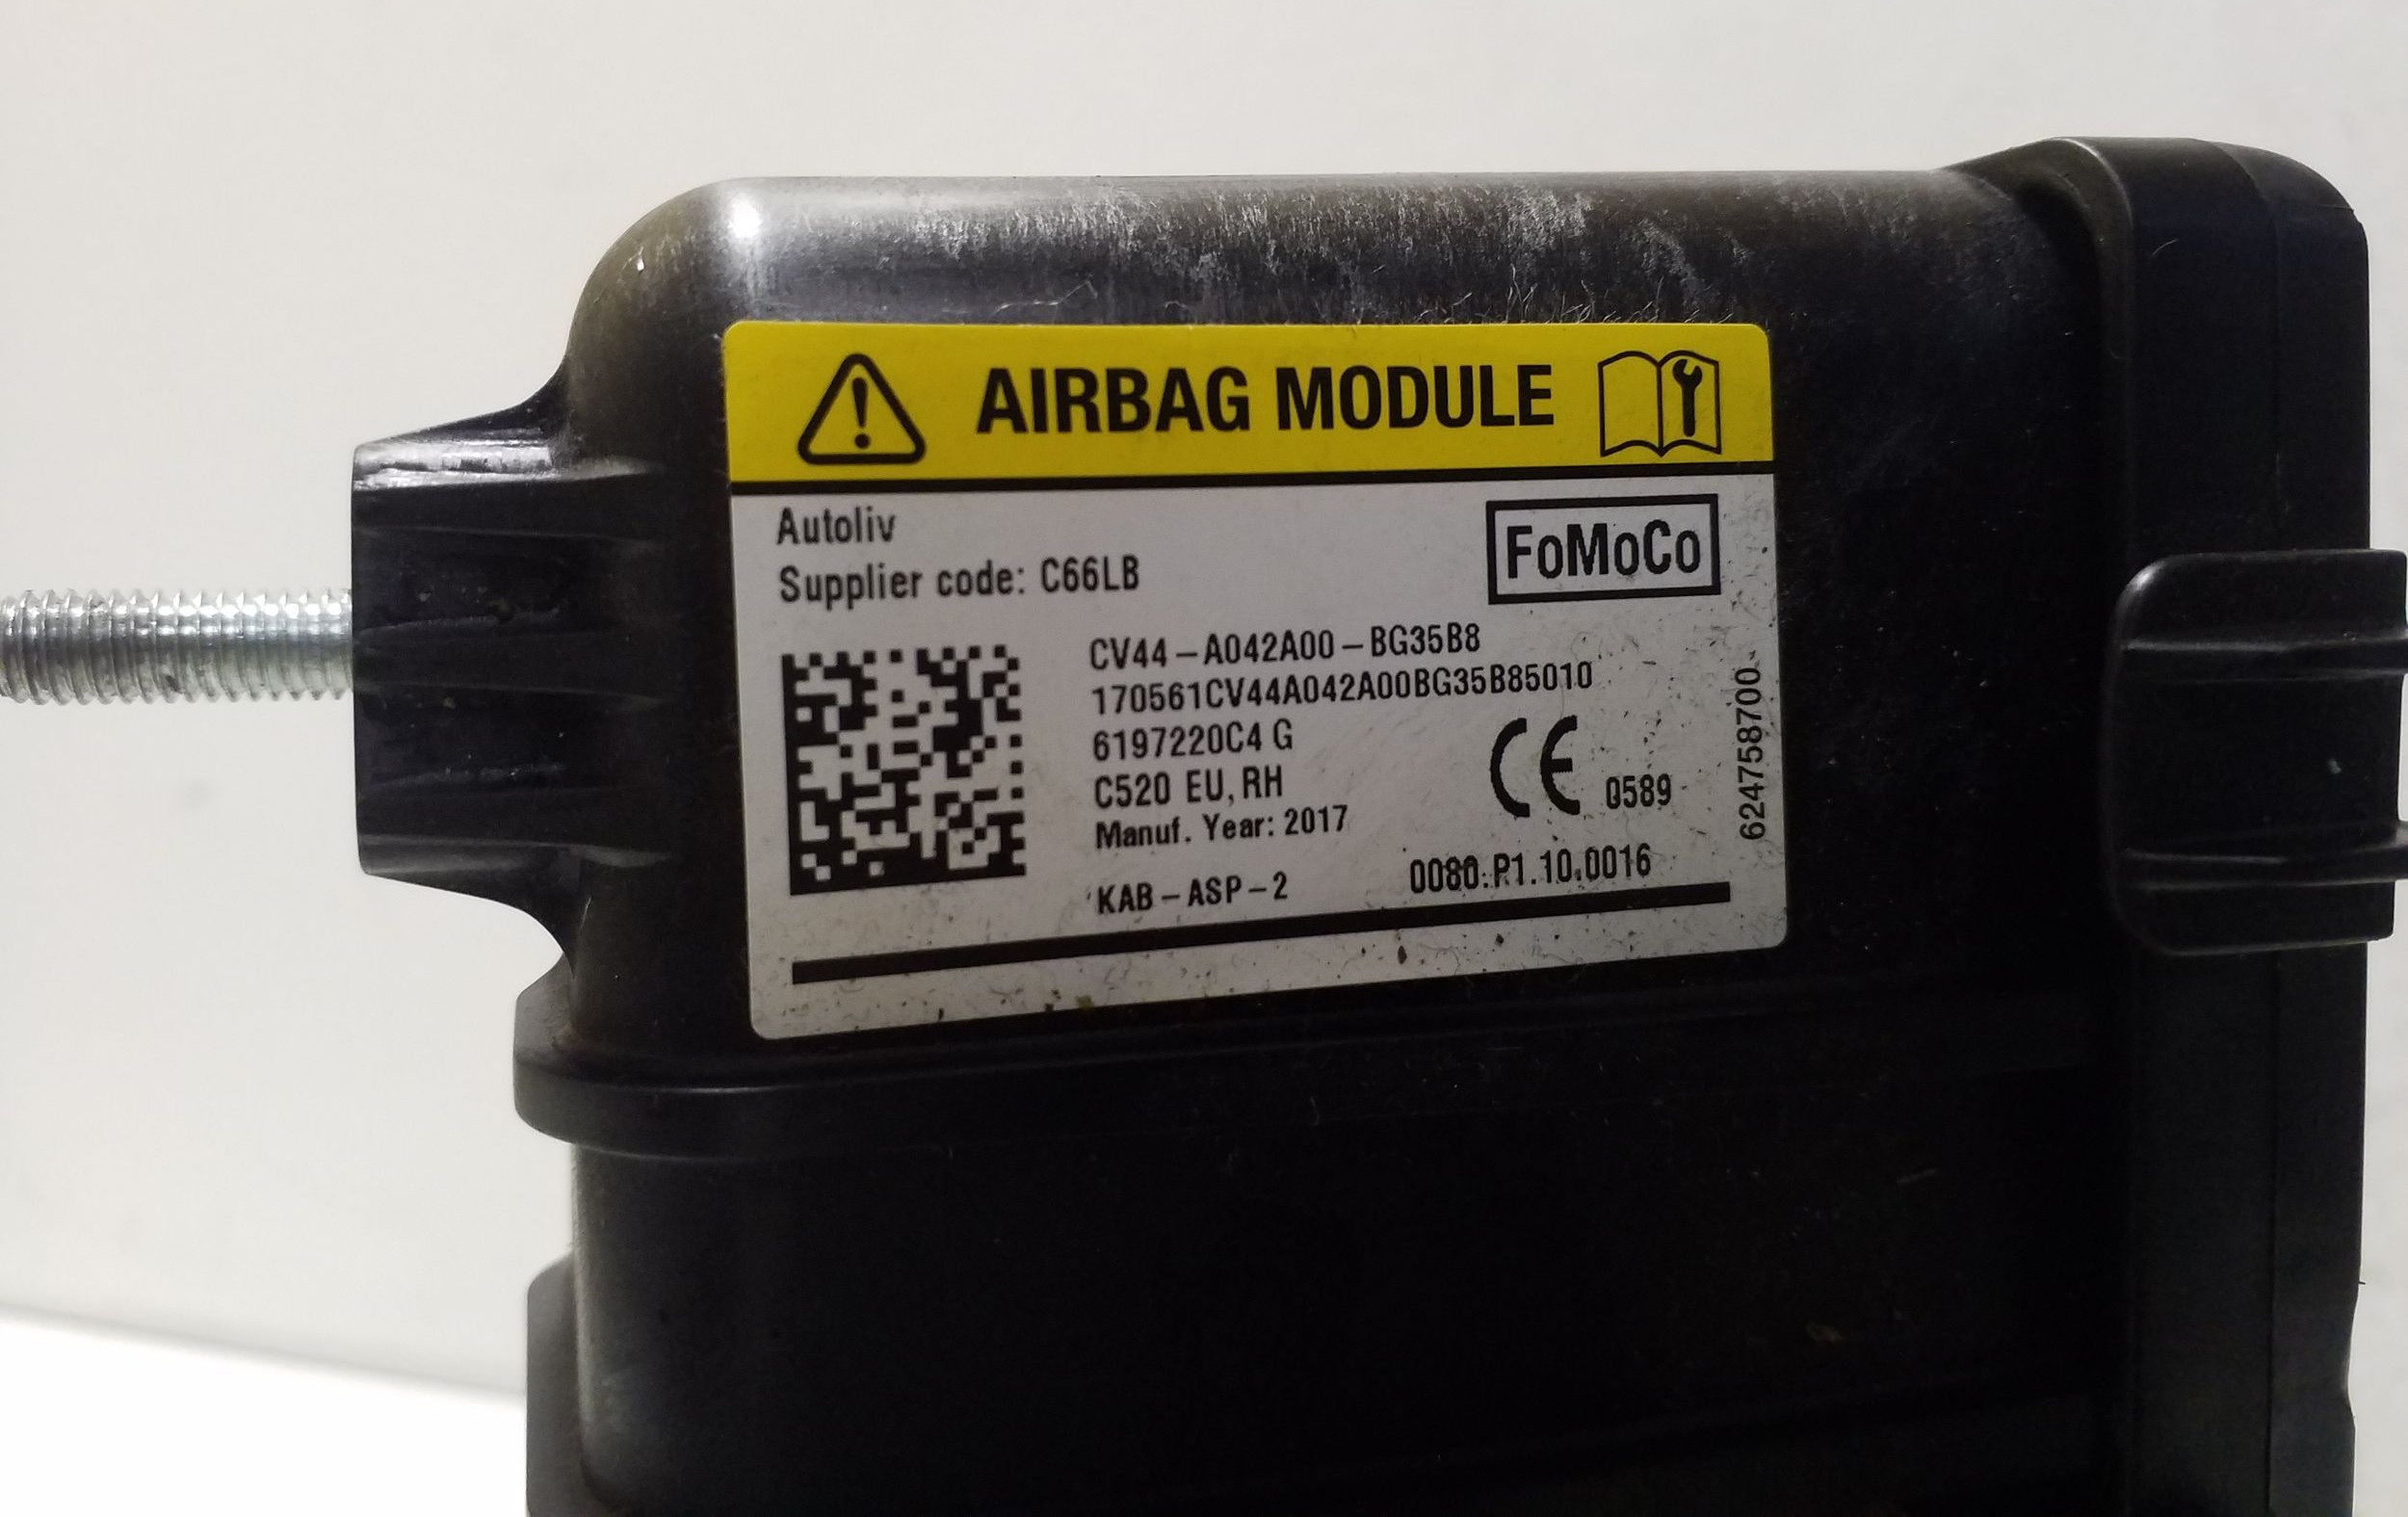 AIRBAG MODULE
Autoliv
FoMoCo
Supplier code: C66LB
CV44-A042A00-BG35B8
170561CV44A042A00BG35B85010
6197220C4 G
C520 EU, RH
CE 0589
Manuf. Year: 2017
KAB-ASP-2
0080.P1.10.0016
624758700